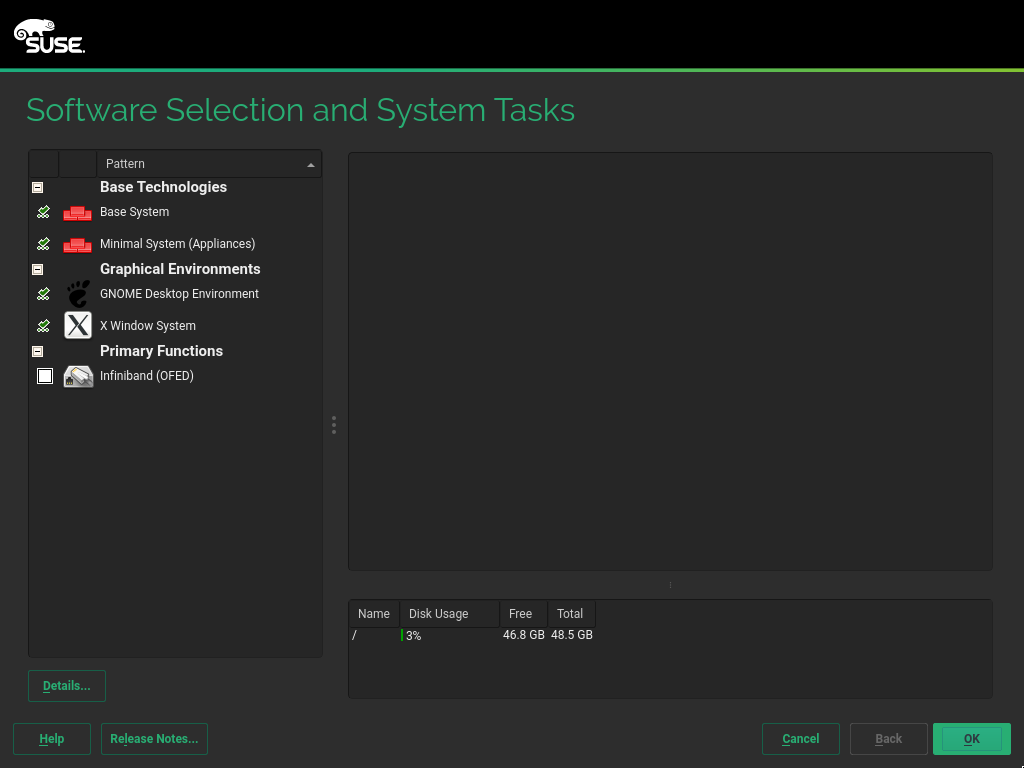 SUSE.
Software Selection and System Tasks
Pattern
Base Technologies
Base System
Minimal System (Appliances)
Graphical Environments
GNOME Desktop Environment
X Window System
Primary Functions
Infiniband (OFED)
Name Disk Usage Free Total
/ 3% 46.8 GB 48.5 GB
Details...
Help Release Notes... Cancel Back OK